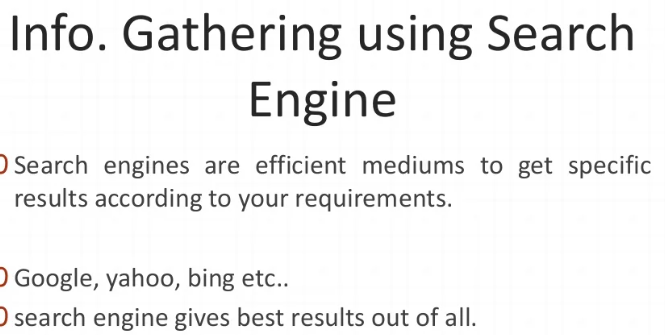 Info. Gathering using Search
Engine
Search engines are efficient mediums to get specific
results according to your requirements.
Google, yahoo, bing etc..
search engine gives best results out of all.